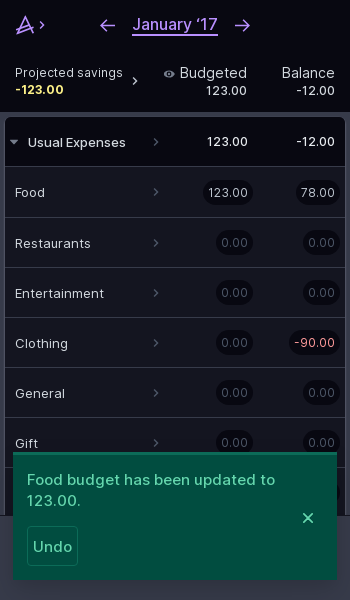 January ‘17
Projected savings
-123.00
Budgeted
123.00
Balance
-12.00
Usual Expenses 123.00 -12.00
Food 123.00 78.00
Restaurants 0.00 0.00
Entertainment 0.00 0.00
Clothing 0.00 -90.00
General 0.00 0.00
Gift 0.00 0.00
Food budget has been updated to
123.00.
Undo